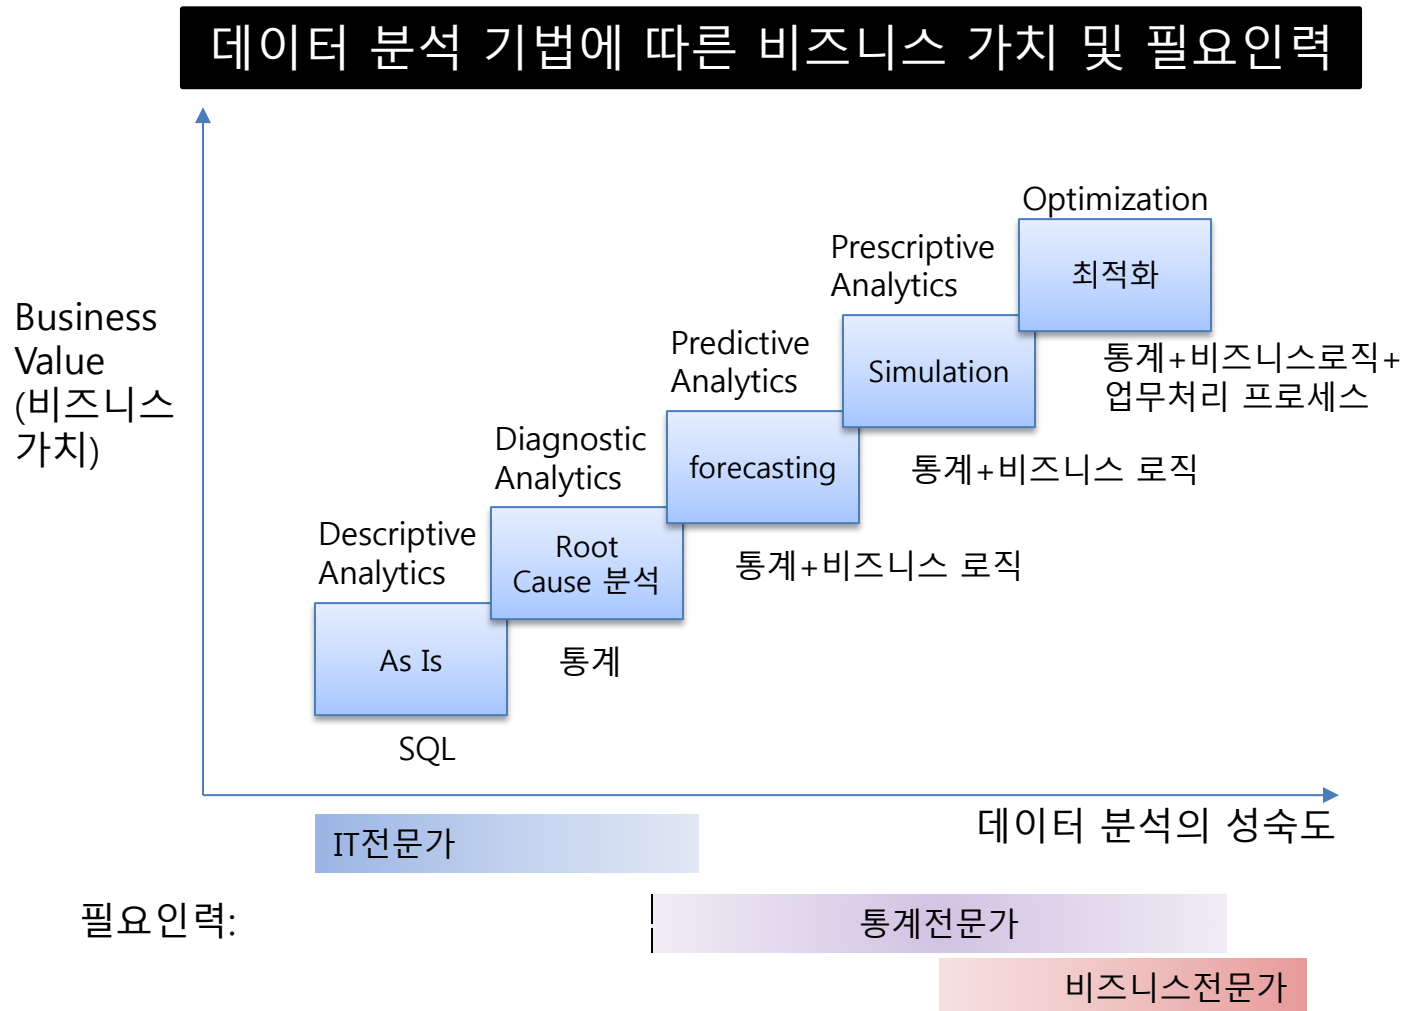 데이터 분석 기법에 따른 비즈니스 가치 및 필요인력
Business
Value
(비즈니스
가치)
Optimization
최적화
통계+비즈니스로직+
업무처리 프로세스
Prescriptive
Analytics
Simulation
통계+비즈니스 로직
Predictive
Analytics
forecasting
통계+비즈니스 로직
Diagnostic
Analytics
Root
Cause 분석
통계
Descriptive
Analytics
As Is
SQL
데이터 분석의 성숙도
IT전문가
필요인력:
통계전문가
비즈니스전문가